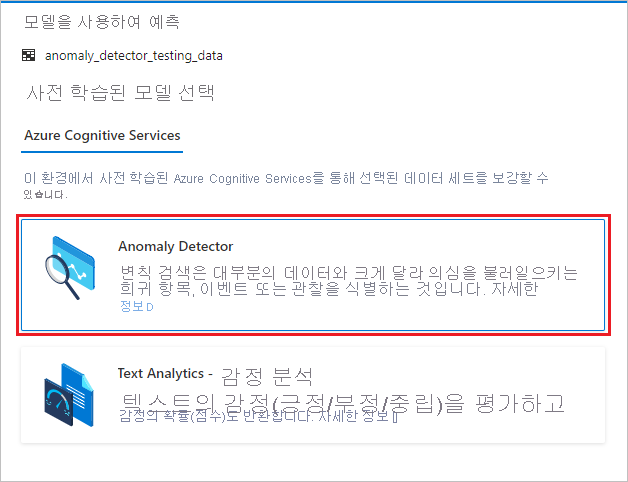 모델을 사용하여 예측
anomaly_detector_testing_data
사전 학습된 모델 선택
Azure Cognitive Services
이 환경에서 사전 학습된 Azure Cognitive Services를 통해 선택된 데이터 세트를 보강할 수
있습니다.
Anomaly Detector
변칙 검색은 대부분의 데이터와 크게 달라 의심을 불러일으키는
희귀 항목, 이벤트 또는 관찰을 식별하는 것입니다. 자세한
정보 D
Text Analytics - 감정 분석
텍스트의 감정(긍정/부정/중립)을 평가하고
감정의 확률(점수)도 반환합니다. 자세한 정보 []